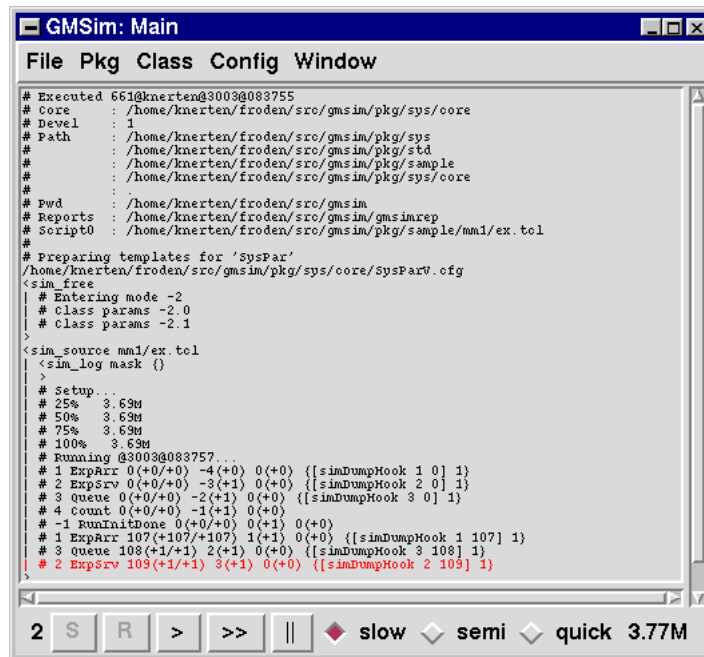 GMSim: Main
File Pkg Class Config Window
# Executed 661@knerten@3003@083755
# Core      : /home/knerten/froden/src/gmsim/pkg/sys/core
# Devel     : 1
# Path      : /home/knerten/froden/src/gmsim/pkg/sys
#           : /home/knerten/froden/src/gmsim/pkg/std
#           : /home/knerten/froden/src/gmsim/pkg/sample
#           : /home/knerten/froden/src/gmsim/pkg/sys/core
#           : .
# Pwd       : /home/knerten/froden/src/gmsim
# Reports   : /home/knerten/froden/src/gmsim/gmsimrep
# Script0   : /home/knerten/froden/src/gmsim/pkg/sample/mm1/ex.tcl
#
# Preparing templates for 'SysPar'
/home/knerten/froden/src/gmsim/pkg/sys/core/SysParV.cfg
<sim_free
| # Entering mode -2
| # Class params -2.0
| # Class params -2.1
>
<sim_source mm1/ex.tcl
| <sim_log mask {}
| >
| # Setup...
| # 25%   3.69M
| # 50%   3.69M
| # 75%   3.69M
| # 100%   3.69M
| # Running @3003@083757...
| # 1 ExpArr 0(+0/+0) -4(+0) 0(+0) {[simDumpHook 1 0] 1}
| # 2 ExpSrv 0(+0/+0) -3(+1) 0(+0) {[simDumpHook 2 0] 1}
| # 3 Queue 0(+0/+0) -2(+1) 0(+0) {[simDumpHook 3 0] 1}
| # 4 Count 0(+0/+0) -1(+1) 0(+0)
| # -1 RunInitDone 0(+0/+0) 0(+1) 0(+0)
| # 1 ExpArr 107(+107/+107) 1(+1) 0(+0) {[simDumpHook 1 107] 1}
| # 3 Queue 108(+1/+1) 2(+1) 0(+0) {[simDumpHook 3 108] 1}
| # 2 ExpSrv 109(+1/+1) 3(+1) 0(+0) {[simDumpHook 2 109] 1}
>
2 S R > >> || slow semi quick 3.77M